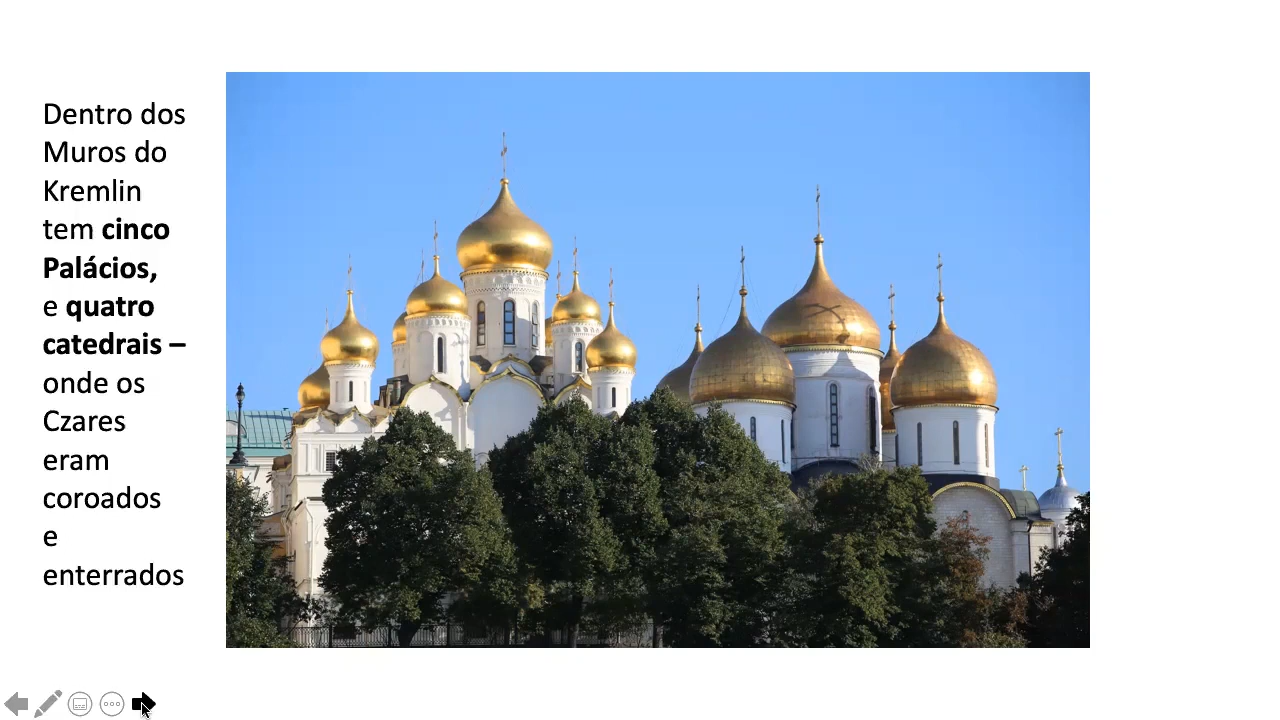 Dentro dos
Muros do
Kremlin
tem cinco
Palácios,
e quatro
catedrais –
onde os
Czares
eram
coroados
e
enterrados